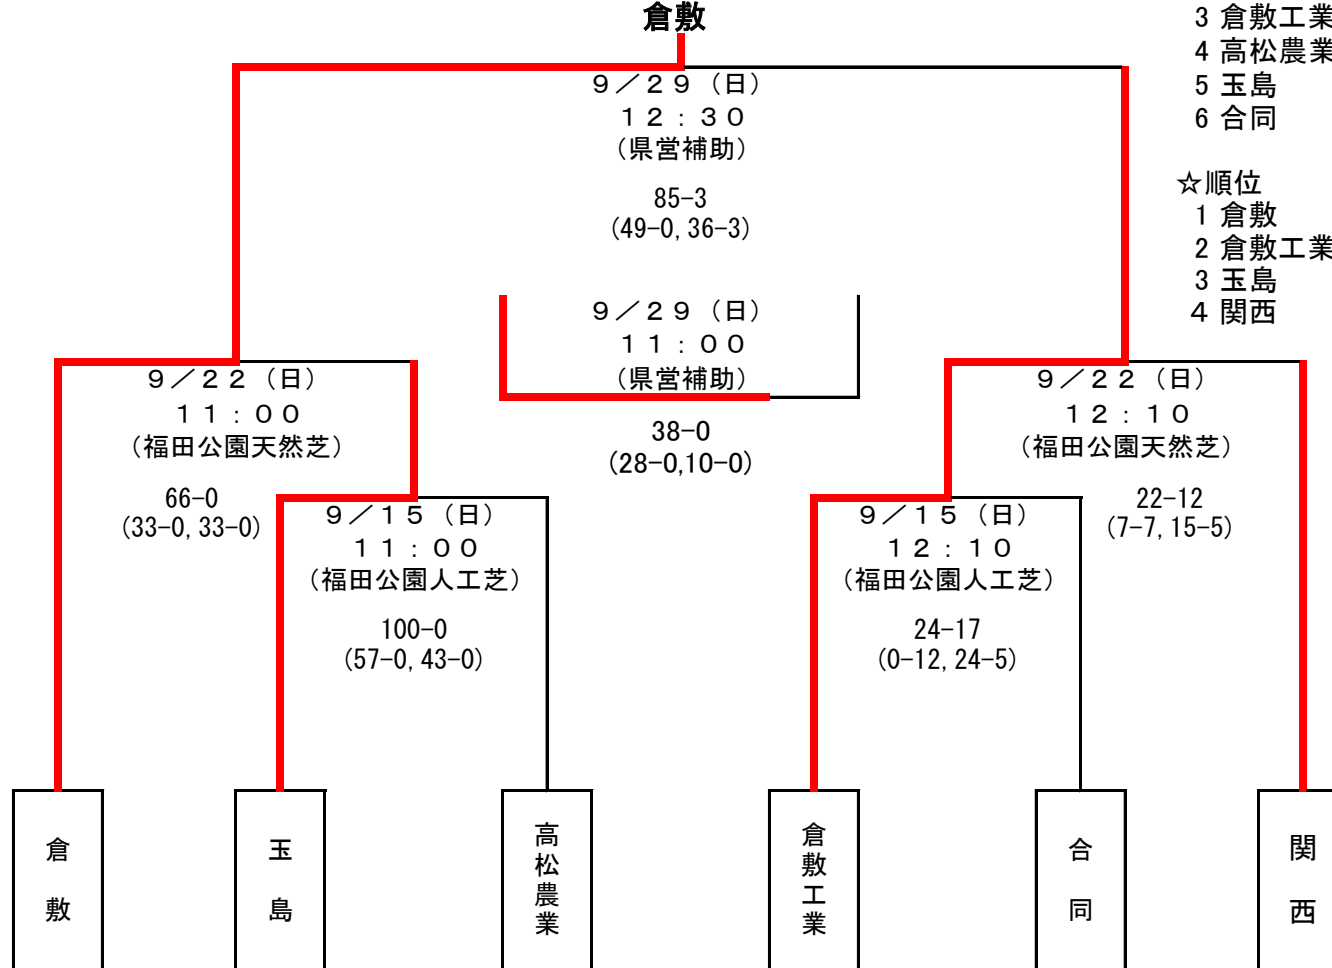 倉敷
3 倉敷工業
4 高松農業
5 玉島
6 合同
☆順位
1 倉敷
2 倉敷工業
3 玉島
4 関西
９／２９（日）
１２：３０
（県営補助）
85-3
(49-0,36-3)
９／２９（日）
１１：００
（県営補助）
38-0
(28-0,10-0)
９／２２（日）
１１：００
（福田公園天然芝）
66-0
(33-0,33-0)
９／２２（日）
１２：１０
（福田公園天然芝）
22-12
(7-7,15-5)
９／１５（日）
１１：００
（福田公園人工芝）
100-0
(57-0,43-0)
９／１５（日）
１２：１０
（福田公園人工芝）
24-17
(0-12,24-5)
倉敷
玉島
高松農業
倉敷工業
合同
関西